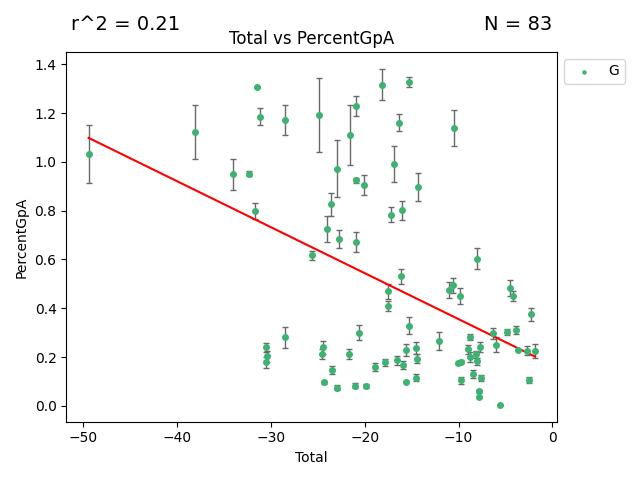 r^2 = 0.21
N = 83
Total vs PercentGpA
G
PercentGpA
1.4
1.2
1.0
0.8
0.6
0.4
0.2
0.0
−50
−40
−30
−20
−10
0
Total